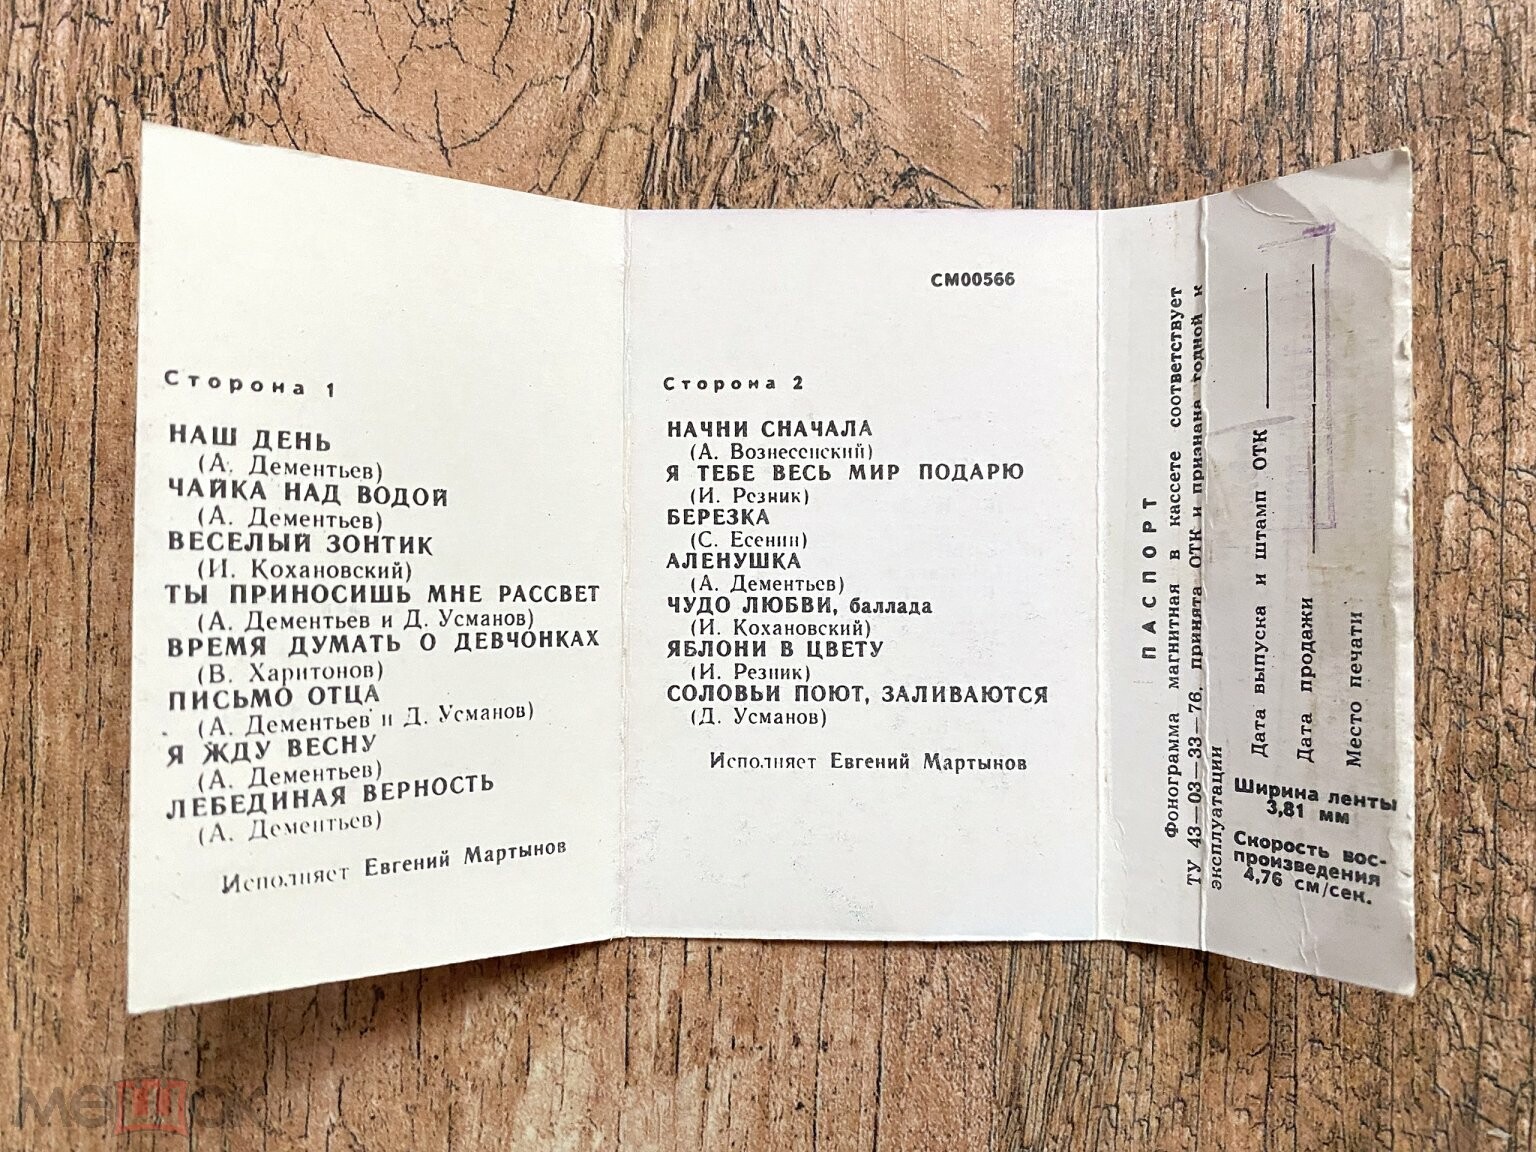 Сторона 1
НАШ ДЕНЬ
(А. Дементьев)
ЧАЙКА НАД ВОДОЙ
(А. Дементьев)
ВЕСЕЛЫЙ ЗОНТИК
(И. Кохановский)
ТЫ ПРИНОСИШЬ МНЕ РАССВЕТ
(А. Дементьев и Д. Усманов)
ВРЕМЯ ДУМАТЬ О ДЕВЧОНКАХ
(В. Харитонов)
ПИСЬМО ОТЦА
(А. Дементьев и Д. Усманов)
Я ЖДУ ВЕСНУ
(А. Дементьев)
ЛЕБЕДИНАЯ ВЕРНОСТЬ
(А. Дементьев)
Исполняет Евгений Мартынов
СМ00566
Сторона 2
НАЧНИ СНАЧАЛА
(А. Вознесенский)
Я ТЕБЕ ВЕСЬ МИР ПОДАРЮ
(И. Резник)
БЕРЕЗКА
(С. Есенин)
АЛЕНУШКА
(А. Дементьев)
ЧУДО ЛЮБВИ, баллада
(И. Кохановский)
ЯБЛОНИ В ЦВЕТУ
(И. Резник)
СОЛОВЬИ ПОЮТ, ЗАЛИВАЮТСЯ
(Д. Усманов)
Исполняет Евгений Мартынов
ПАСПОРТ
Фонограмма магнитная в кассете соответствует
ТУ 43—03—33—76, принята ОТК и признана годной к
эксплуатации
Дата выпуска и штамп ОТК
Дата продажи
Место печати
Ширина ленты
3,81 мм
Скорость вос-
произведения
4,76 см/сек.
мешок